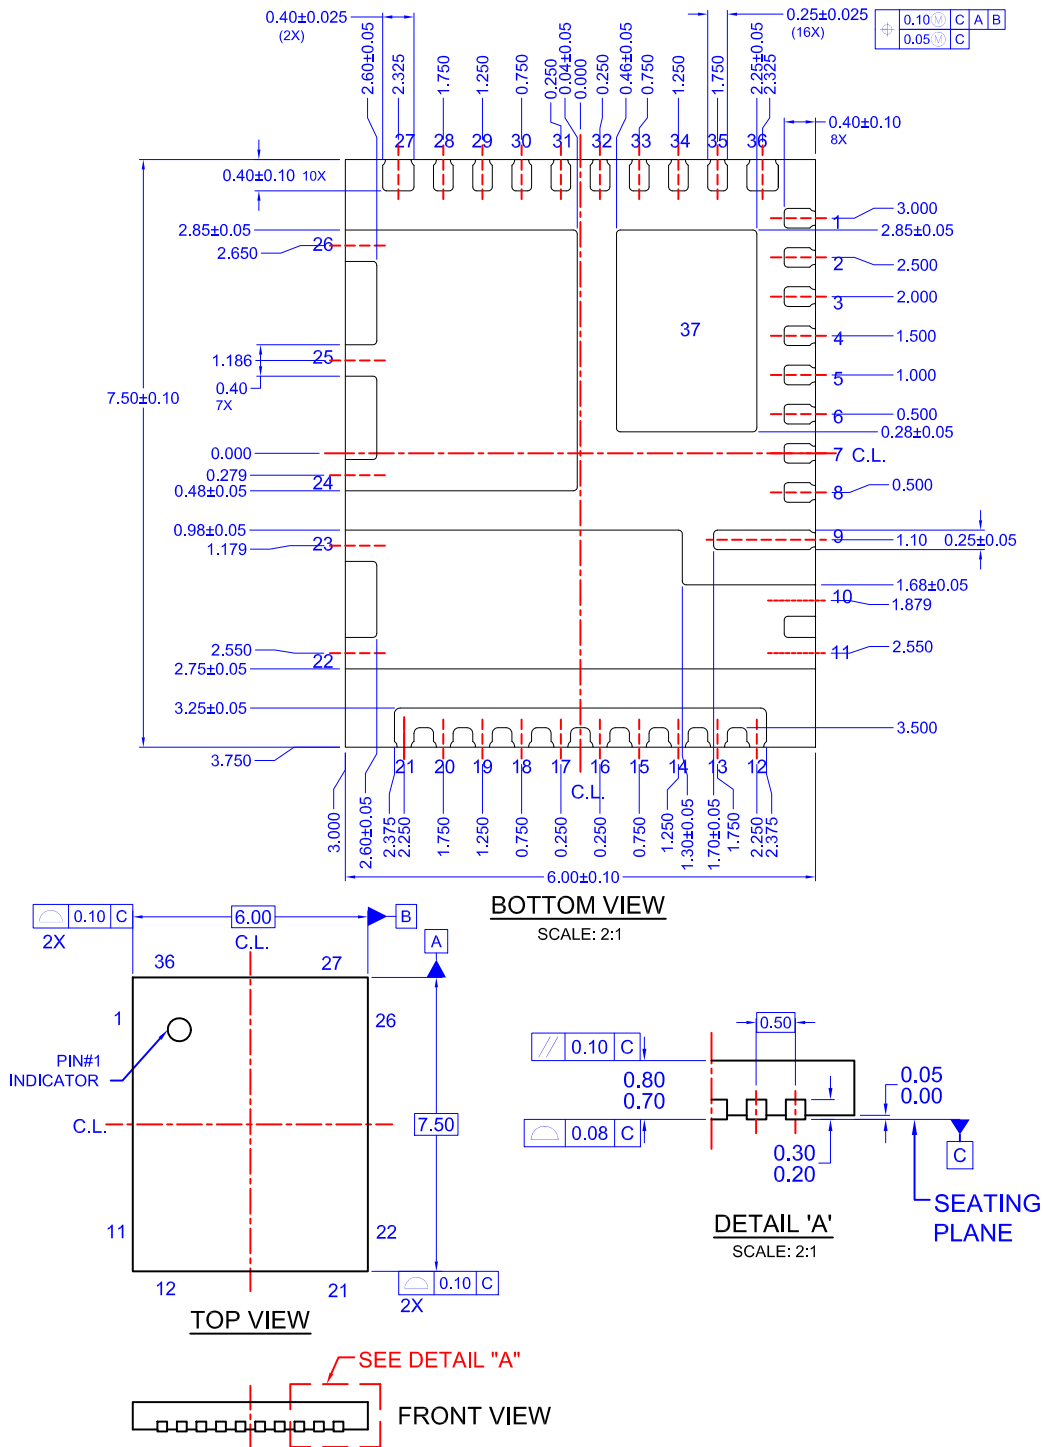 0.40±0.025
(2X)
2.60±0.05
2.325
1.750
1.250
0.750
0.250
0.04±0.05
0.000
0.250
0.46±0.05
0.750
1.250
1.750
2.25±0.05
2.325
0.25±0.025
(16X)
0.10Ⓜ C A B
0.05Ⓜ C
0.40±0.10
8X
27 28 29 30 31 32 33 34 35 36
0.40±0.10 10X
1 3.000
2.85±0.05
2.85±0.05
26
2.650
2 2.500
3 2.000
37
4 1.500
1.186 25
5 1.000
0.40
7X
7.50±0.10
6 0.500
0.28±0.05
0.000
7 C.L.
0.279
24
0.48±0.05
8 0.500
0.98±0.05
23
1.179
9 1.10 0.25±0.05
1.68±0.05
10 1.879
2.550
22
11 2.550
2.75±0.05
3.25±0.05
3.500
3.750
21 20 19 18 17 16 15 14 13 12
C.L.
3.000
2.60±0.05
2.375
2.250
1.750
1.250
0.750
0.250
0.250
0.750
1.250
1.30±0.05
1.70±0.05
1.750
2.250
2.375
6.00±0.10
BOTTOM VIEW
SCALE: 2:1
0.10 C
2X
6.00
B
C.L.
A
36 27
1 26
PIN#1
INDICATOR
C.L.
7.50
11 22
12 21
0.10 C
2X
TOP VIEW
0.50
// 0.10 C
0.80
0.70
0.05
0.00
0.08 C
0.30
0.20
C
SEATING
PLANE
DETAIL 'A'
SCALE: 2:1
SEE DETAIL "A"
FRONT VIEW